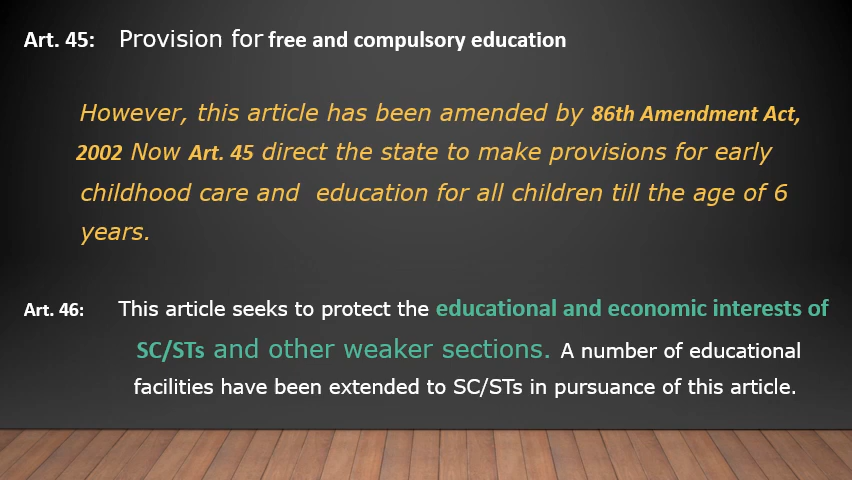 Art. 45: Provision for free and compulsory education
However, this article has been amended by 86th Amendment Act,
2002 Now Art. 45 direct the state to make provisions for early
childhood care and education for all children till the age of 6
years.
Art. 46: This article seeks to protect the educational and economic interests of
SC/STs and other weaker sections. A number of educational
facilities have been extended to SC/STs in pursuance of this article.